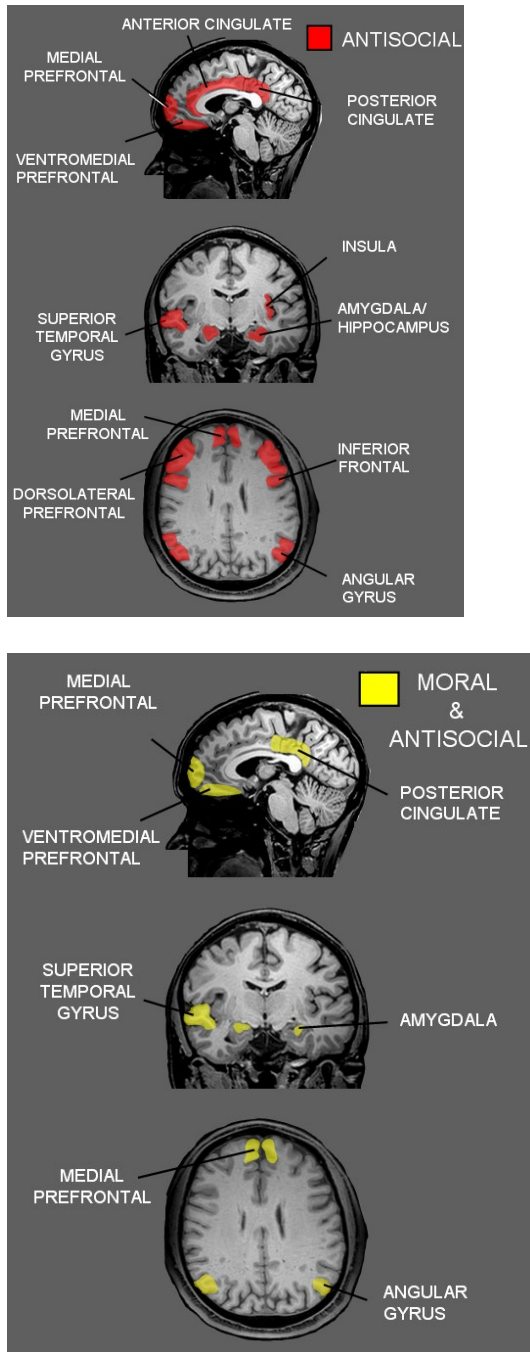 ANTERIOR CINGULATE
ANTISOCIAL
MEDIAL
PREFRONTAL
POSTERIOR
CINGULATE
VENTROMEDIAL
PREFRONTAL
INSULA
SUPERIOR
TEMPORAL
GYRUS
AMYGDALA/
HIPPOCAMPUS
MEDIAL
PREFRONTAL
INFERIOR
FRONTAL
DORSOLATERAL
PREFRONTAL
ANGULAR
GYRUS
MEDIAL
PREFRONTAL
MORAL
&
ANTISOCIAL
POSTERIOR
CINGULATE
VENTROMEDIAL
PREFRONTAL
SUPERIOR
TEMPORAL
GYRUS
AMYGDALA
MEDIAL
PREFRONTAL
ANGULAR
GYRUS